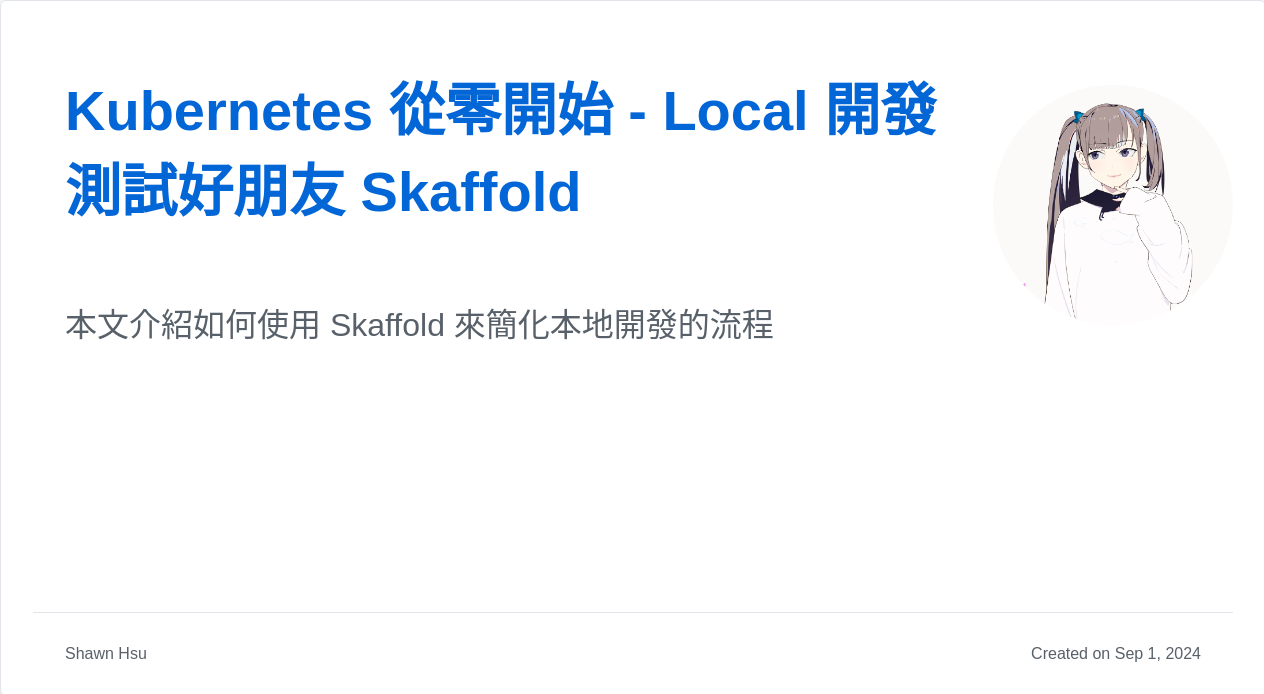 Kubernetes 從零開始 - Local 開發
測試好朋友 Skaffold
本文介紹如何使用 Skaffold 來簡化本地開發的流程
Shawn Hsu
Created on Sep 1, 2024